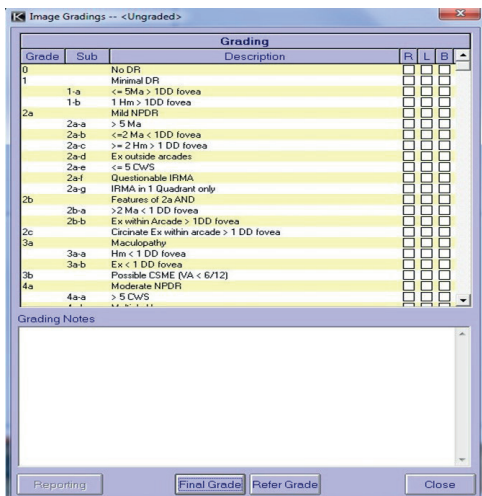 Image Gradings -- <Ungraded>
Grading
Grade Sub Description R L B
0 No DR
1 Minimal DR
1-a <= 5Ma > 1DD fovea
1-b 1 Hm > 1DD fovea
2a Mild NPDR
2a-a > 5 Ma
2a-b <=2 Ma < 1DD fovea
2a-c >= 2 Hm > 1 DD fovea
2a-d Ex outside arcades
2a-e <= 5 CWS
2a-f Questionable IRMA
2a-g IRMA in 1 Quadrant only
2b Features of 2a AND
2b-a >2 Ma < 1 DD fovea
2b-b Ex within Arcade > 1DD fovea
2c Circinate Ex within arcade > 1 DD fovea
3a Maculopathy
3a-a Hm < 1 DD fovea
3a-b Ex < 1 DD fovea
3b Possible CSME (VA < 6/12)
4a Moderate NPDR
4a-a > 5 CWS
Grading Notes
Reporting Final Grade Refer Grade Close